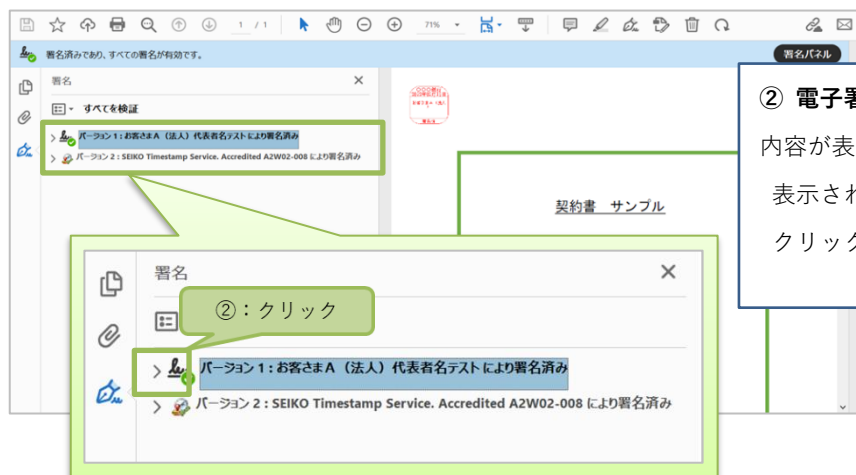 1 / 1
71%
署名済みであり、すべての署名が有効です。
署名パネル
署名
すべてを検証
バージョン 1 : お客さまA（法人）代表者名テスト により署名済み
バージョン 2 : SEIKO Timestamp Service. Accredited A2W02-008 により署名済み
契約書　サンプル
② 電子署
内容が表
表示され
クリック
署名
②：クリック
バージョン 1 : お客さまA（法人）代表者名テスト により署名済み
バージョン 2 : SEIKO Timestamp Service. Accredited A2W02-008 により署名済み